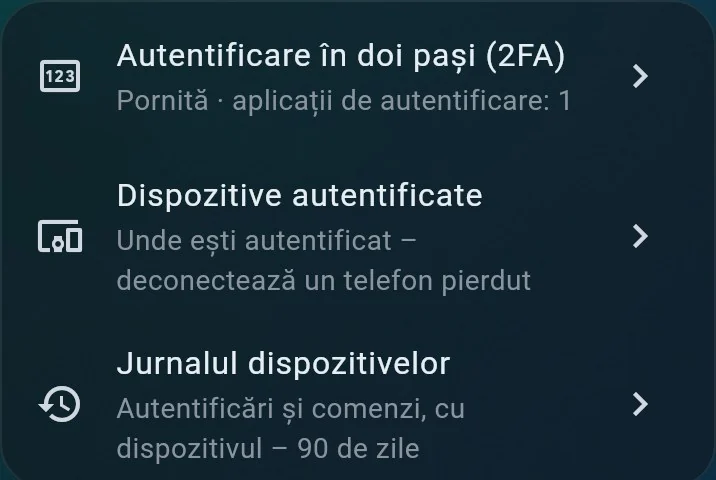 123
Autentificare în doi pași (2FA)
Pornită · aplicații de autentificare: 1
Dispozitive autentificate
Unde ești autentificat –
deconectează un telefon pierdut
Jurnalul dispozitivelor
Autentificări și comenzi, cu
dispozitivul – 90 de zile